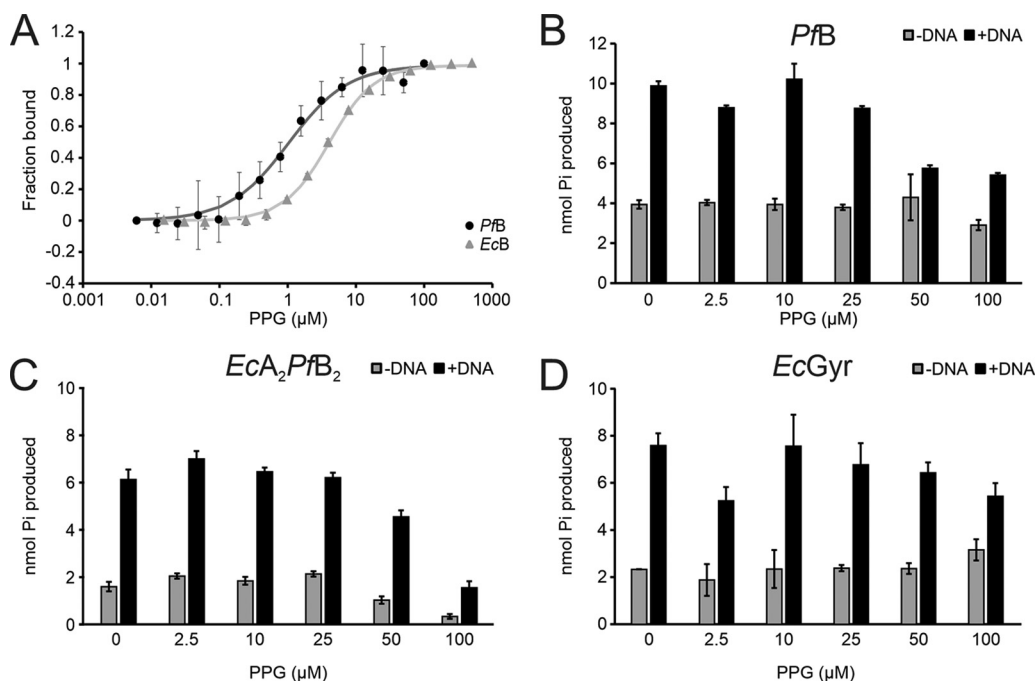 A
1.2
1
0.8
0.6
0.4
0.2
0
-0.2
-0.4
Fraction bound
PfB
EcB
0.001 0.01 0.1 1 10 100 1000
PPG (µM)
B
PfB
-DNA +DNA
12
10
8
6
4
2
0
nmol Pi produced
0 2.5 10 25 50 100
PPG (µM)
C
EcA₂PfB₂
-DNA +DNA
10
8
6
4
2
0
nmol Pi produced
0 2.5 10 25 50 100
PPG (µM)
D
EcGyr
-DNA +DNA
10
8
6
4
2
0
nmol Pi produced
0 2.5 10 25 50 100
PPG (µM)